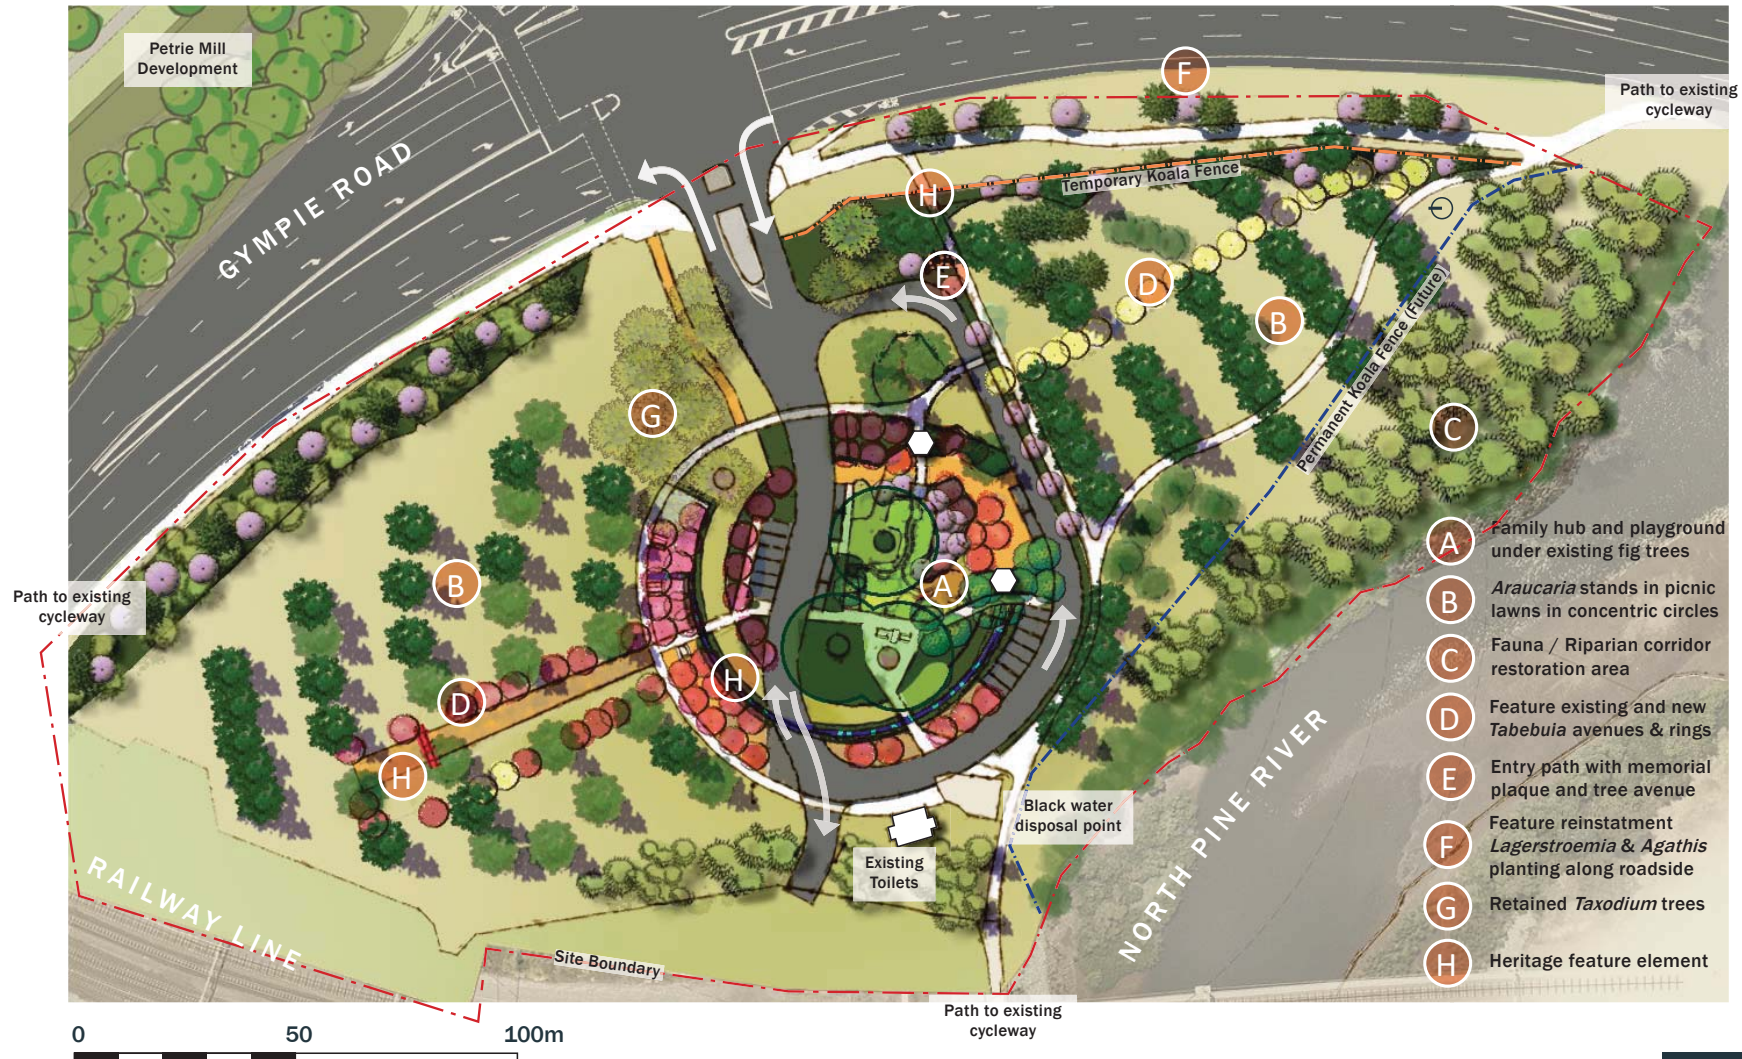 Petrie Mill
Development
GYMPIE ROAD
F
Path to existing
cycleway
Temporary Koala Fence
H
E
D
B
Permanent Koala Fence (Future)
G
C
A
B
Path to existing
cycleway
H
D
H
Black water
disposal point
Existing
Toilets
RAILWAY LINE
NORTH PINE RIVER
Site Boundary
Path to existing
cycleway
A
Family hub and playground
under existing fig trees
B
Araucaria stands in picnic
lawns in concentric circles
C
Fauna / Riparian corridor
restoration area
D
Feature existing and new
Tabebuia avenues & rings
E
Entry path with memorial
plaque and tree avenue
F
Feature reinstatment
Lagerstroemia & Agathis
planting along roadside
G
Retained Taxodium trees
H
Heritage feature element
0 50 100m